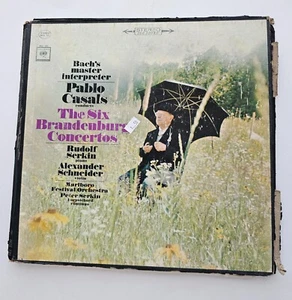 STEREO
Bach's
master
interpreter
Pablo
Casals
conducts
The Six
Brandenburg
Concertos
Rudolf
Serkin
piano
Alexander
Schneider
violin
Marlboro
Festival Orchestra
Peter Serkin